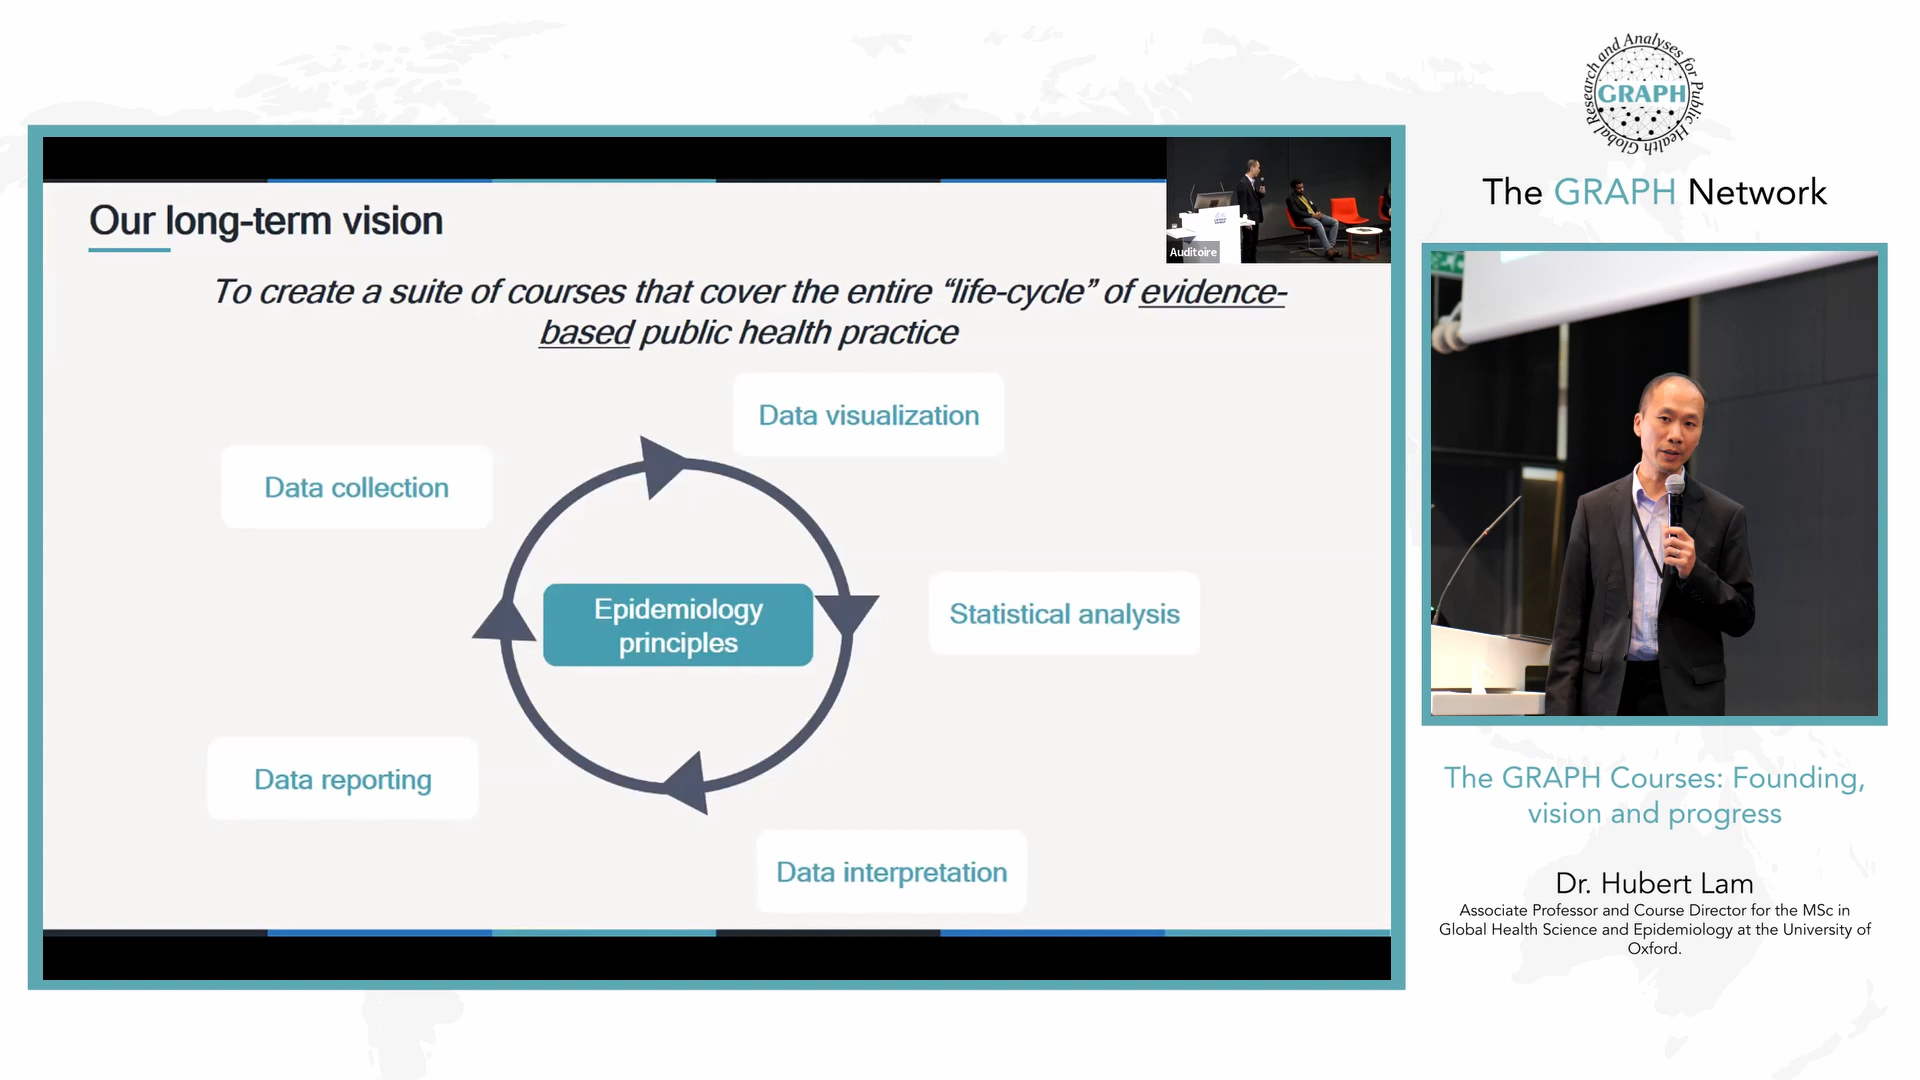 Global Research and Analyses for Public Health
GRAPH
The GRAPH Network
Our long-term vision
To create a suite of courses that cover the entire “life-cycle” of evidence-
based public health practice
Auditoire
Data visualization
Data collection
Epidemiology
principles
Statistical analysis
Data reporting
Data interpretation
The GRAPH Courses: Founding,
vision and progress
Dr. Hubert Lam
Associate Professor and Course Director for the MSc in
Global Health Science and Epidemiology at the University of
Oxford.